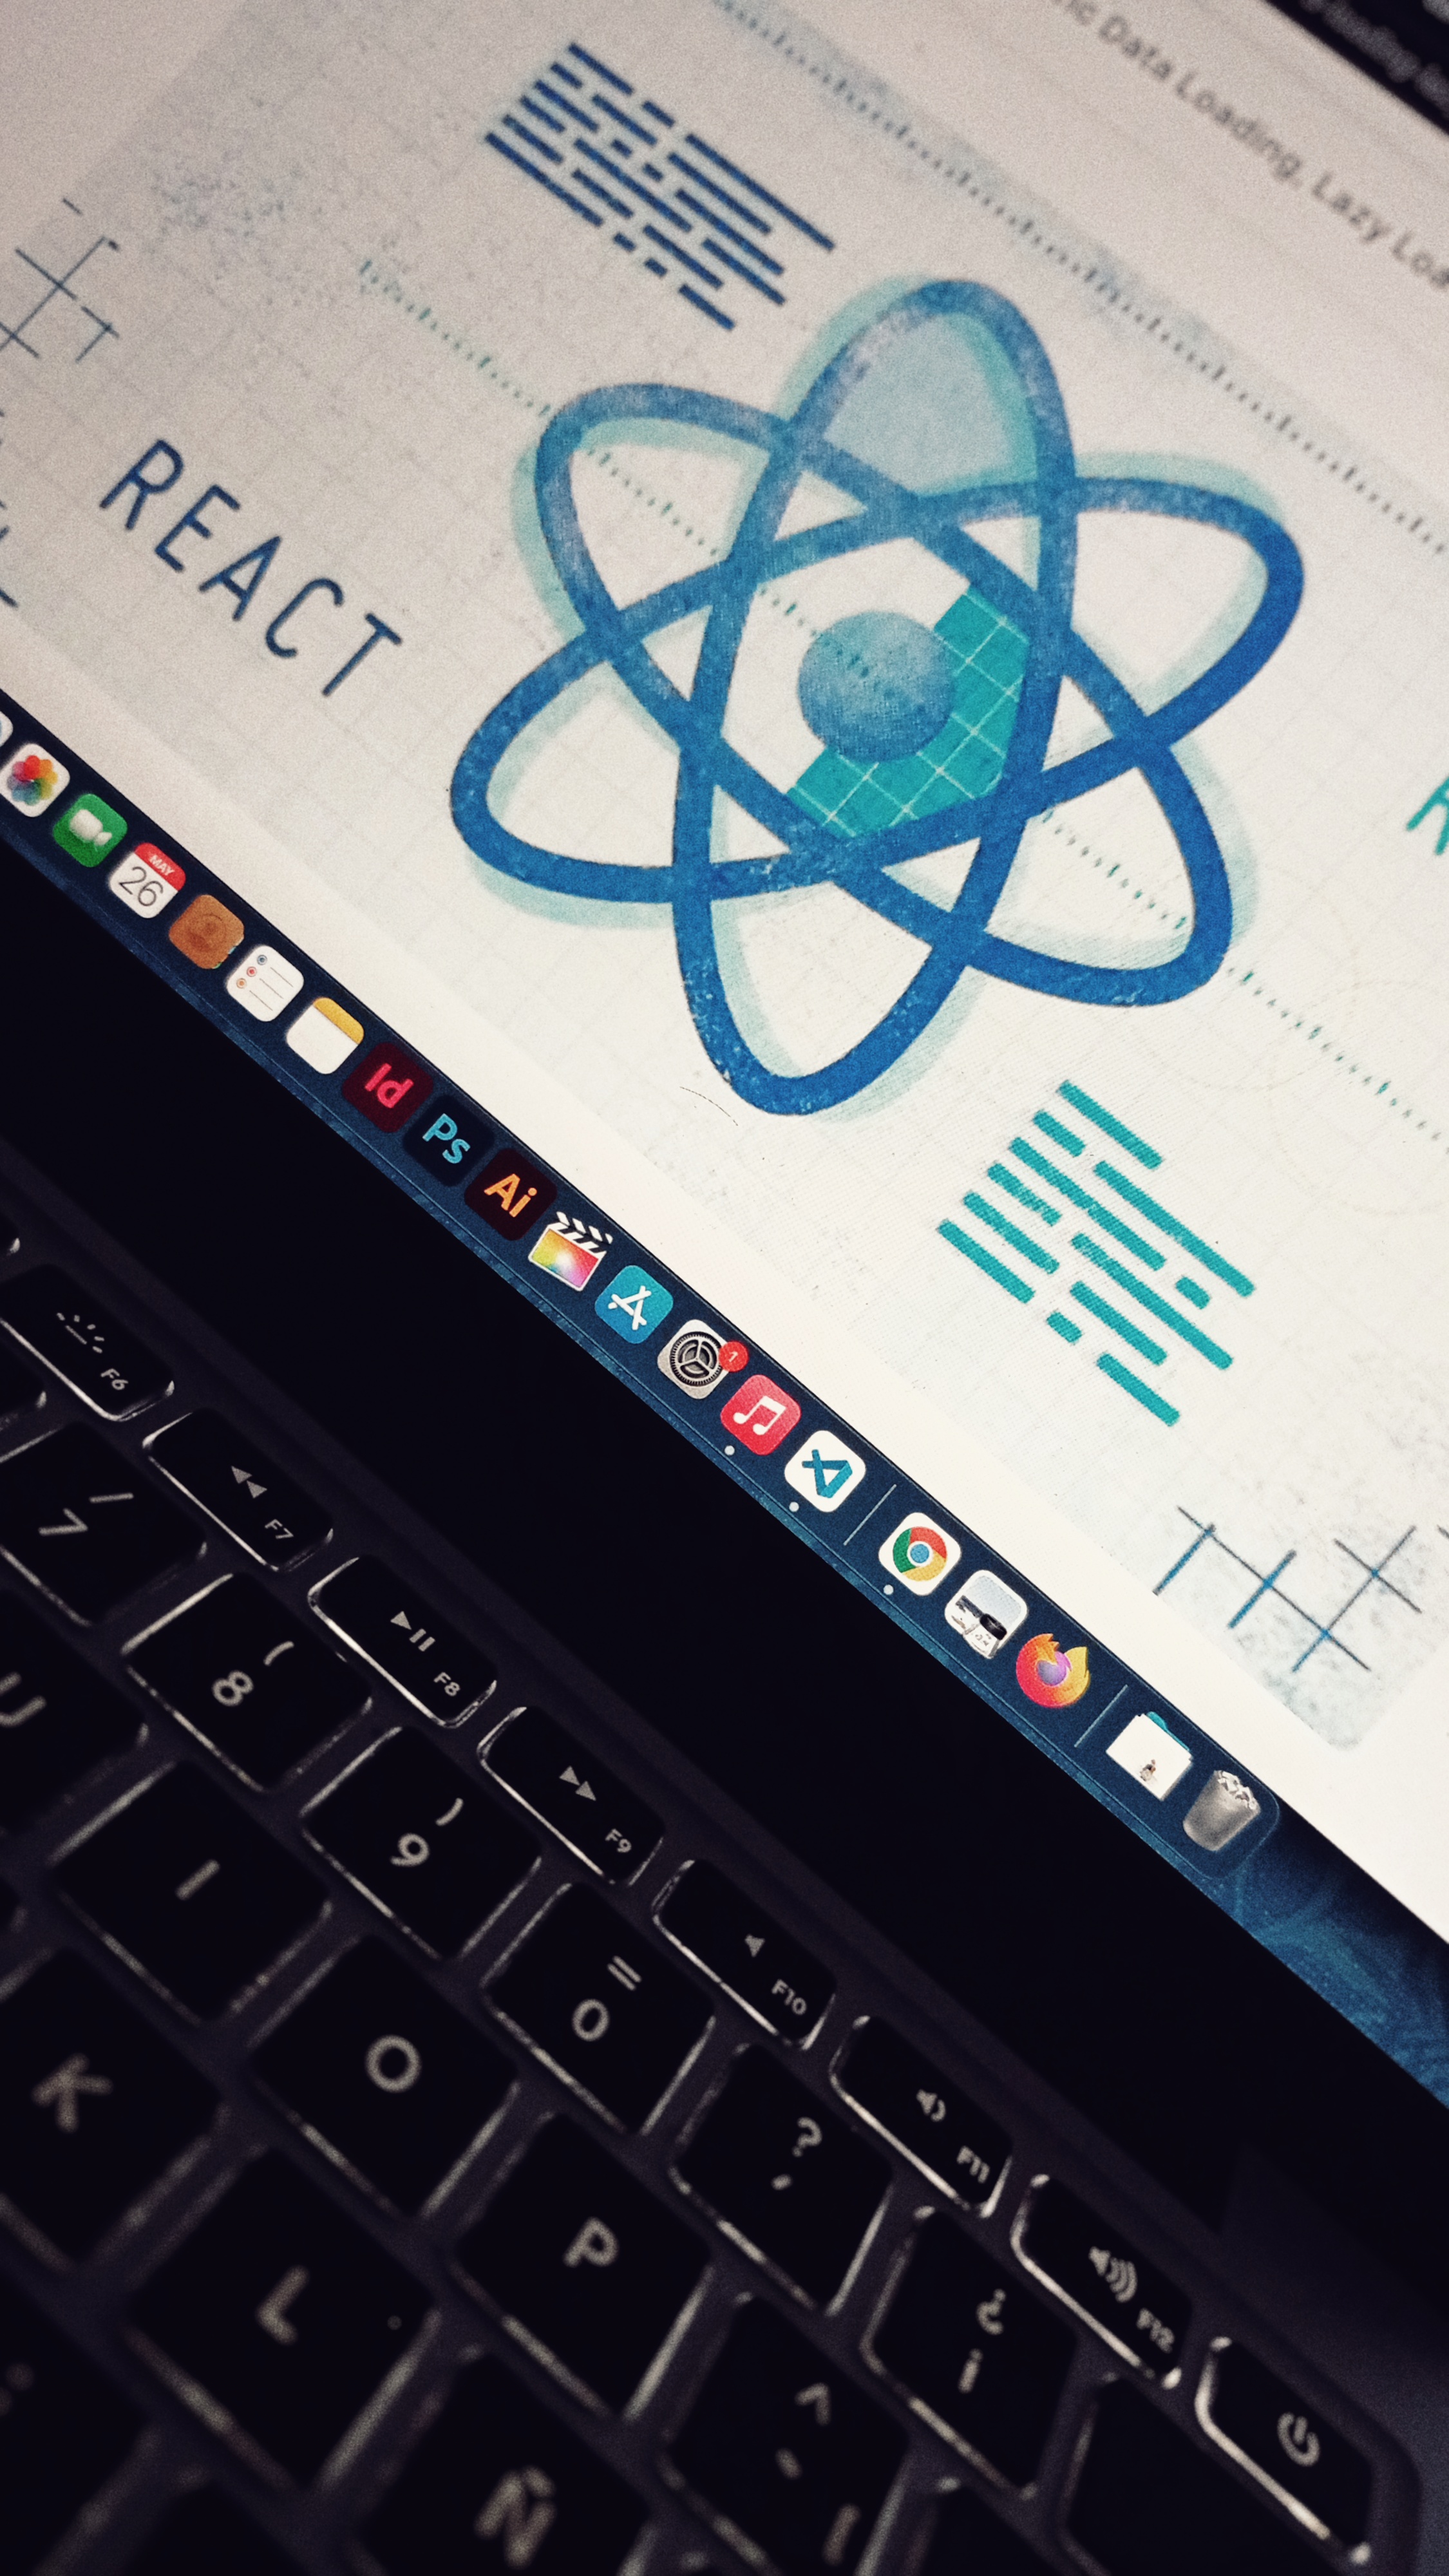 Data Loading, Lazy
REACT
MAY
26
Id
Ps
Ai
1
F6
F7
F8
F9
F10
F11
F12
/
7
(
8
)
9
=
0
?
'
¿
¡
U
I
O
P
^
K
L
Ñ